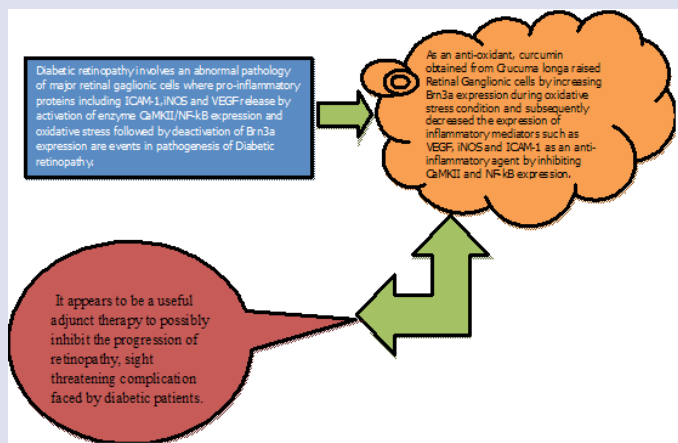 Diabetic retinopathy involves an abnormal pathology
of major retinal gaglionic cells where pro-inflammatory
proteins including ICAM-1,iNOS and VEGF release by
activation of enzyme CaMKII/NF-kB expression and
oxidative stress followed by deactivation of Brn3a
expression are events in pathogenesis of Diabetic
retinopathy.
As an anti-oxidant, curcumin
obtained from Crucuma longa raised
Retinal Ganglionic cells by increasing
Brn3a expression during oxidative
stress condition and subsequently
decreased the expression of
inflammatory mediators such as
VEGF, iNOS and ICAM-1 as an anti-
inflammatory agent by inhibiting
CaMKII and NF-kB expression.
It appears to be a useful
adjunct therapy to possibly
inhibit the progression of
retinopathy, sight
threatening complication
faced by diabetic patients.